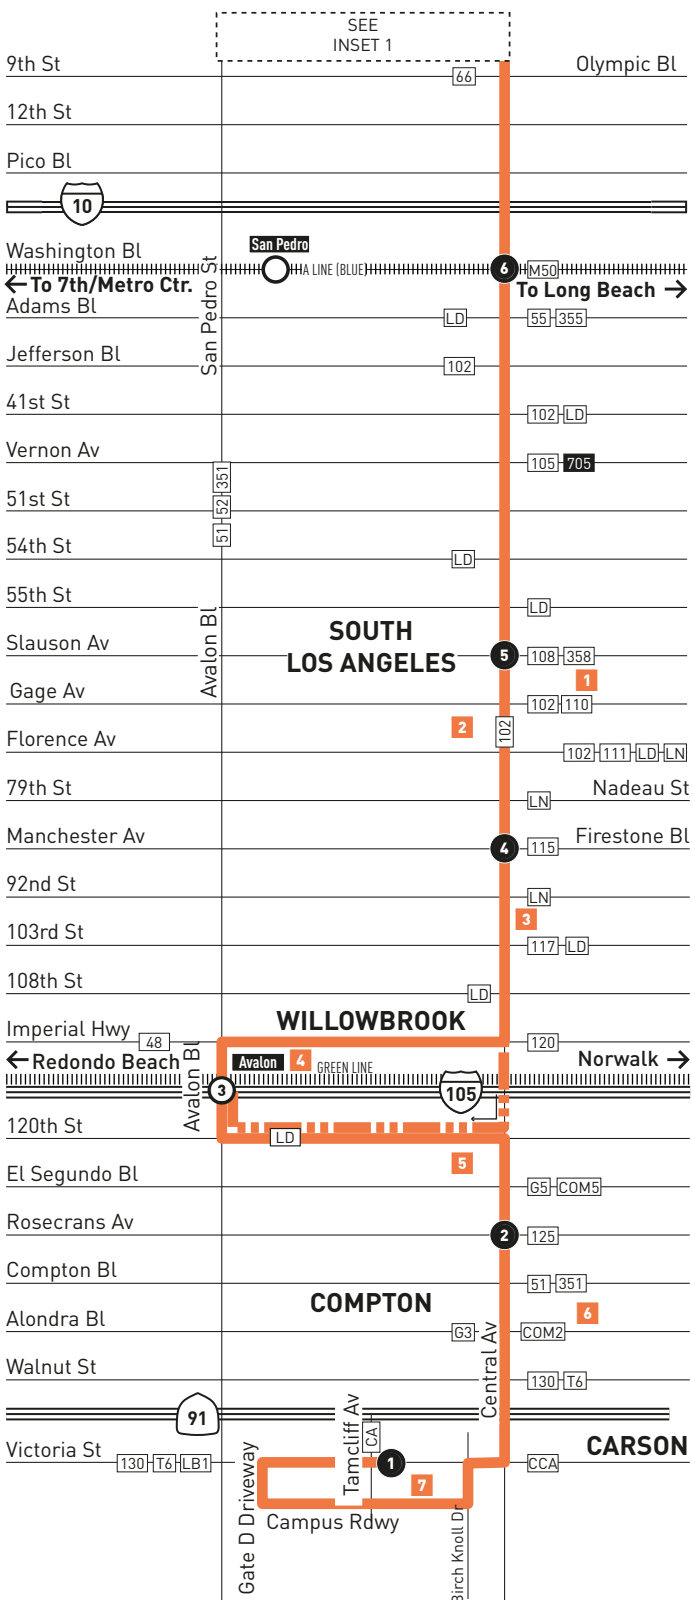 SEE
INSET 1
9th St
Olympic Bl
66
12th St
Pico Bl
10
Washington Bl
San Pedro
A LINE (BLUE)
6
M50
To 7th/Metro Ctr.
To Long Beach
San Pedro St
Adams Bl
LD
55 355
Jefferson Bl
102
41st St
102 LD
Vernon Av
105 705
51 52 351
51st St
54th St
LD
55th St
LD
Avalon Bl
SOUTH
LOS ANGELES
Slauson Av
5
108 358
1
Gage Av
102 110
2
102
Florence Av
102 111 LD LN
79th St
Nadeau St
LN
Manchester Av
4
115
Firestone Bl
92nd St
LN
3
103rd St
117 LD
108th St
LD
WILLOWBROOK
Imperial Hwy
48
120
Redondo Beach
Avalon Bl
Avalon
4
GREEN LINE
Norwalk
3
105
120th St
LD
5
El Segundo Bl
G5 COM5
Rosecrans Av
2
125
Compton Bl
51 351
COMPTON
6
Alondra Bl
G3
COM2
Central Av
Walnut St
130 T6
91
Tamcliff Av
CA
CARSON
Victoria St
130 T6 LB1
1
CCA
Gate D Driveway
7
Campus Rdwy
Birch Knoll Dr